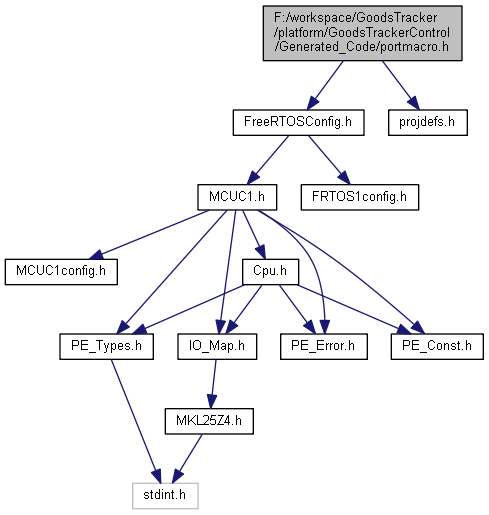 F:/workspace/GoodsTracker
/platform/GoodsTrackerControl
/Generated_Code/portmacro.h
FreeRTOSConfig.h
projdefs.h
MCUC1.h
FRTOS1config.h
MCUC1config.h
Cpu.h
PE_Types.h
IO_Map.h
PE_Error.h
PE_Const.h
MKL25Z4.h
stdint.h